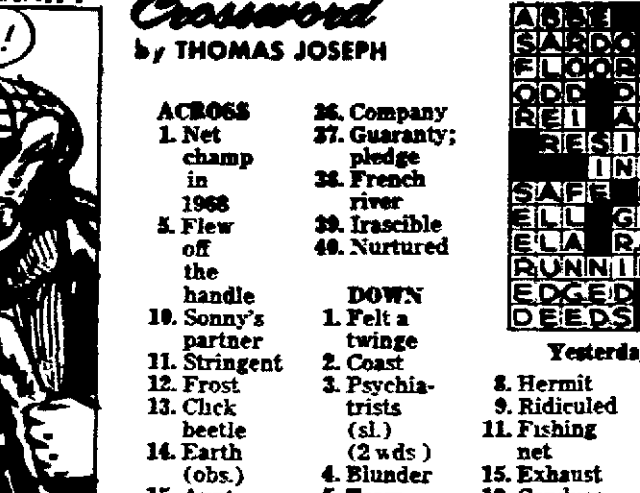 !
Crossword
by THOMAS JOSEPH
ACROSS
1. Net
champ
in
1968
5. Flew
off
the
handle
10. Sonny's
partner
11. Stringent
12. Frost
13. Click
beetle
14. Earth
(obs.)
36. Company
37. Guaranty;
pledge
38. French
river
39. Irascible
40. Nurtured
DOWN
1. Felt a
twinge
2. Coast
3. Psychia-
trists
(sl.)
(2 wds)
4. Blunder
ABBE
SARDO
FLOOR
ODD
REI A
RESI
IN
SAFE
ELL G
ELA R
RUNNI
EDGED
DEEDS
Yesterda
8. Hermit
9. Ridiculed
11. Fishing
net
15. Exhaust